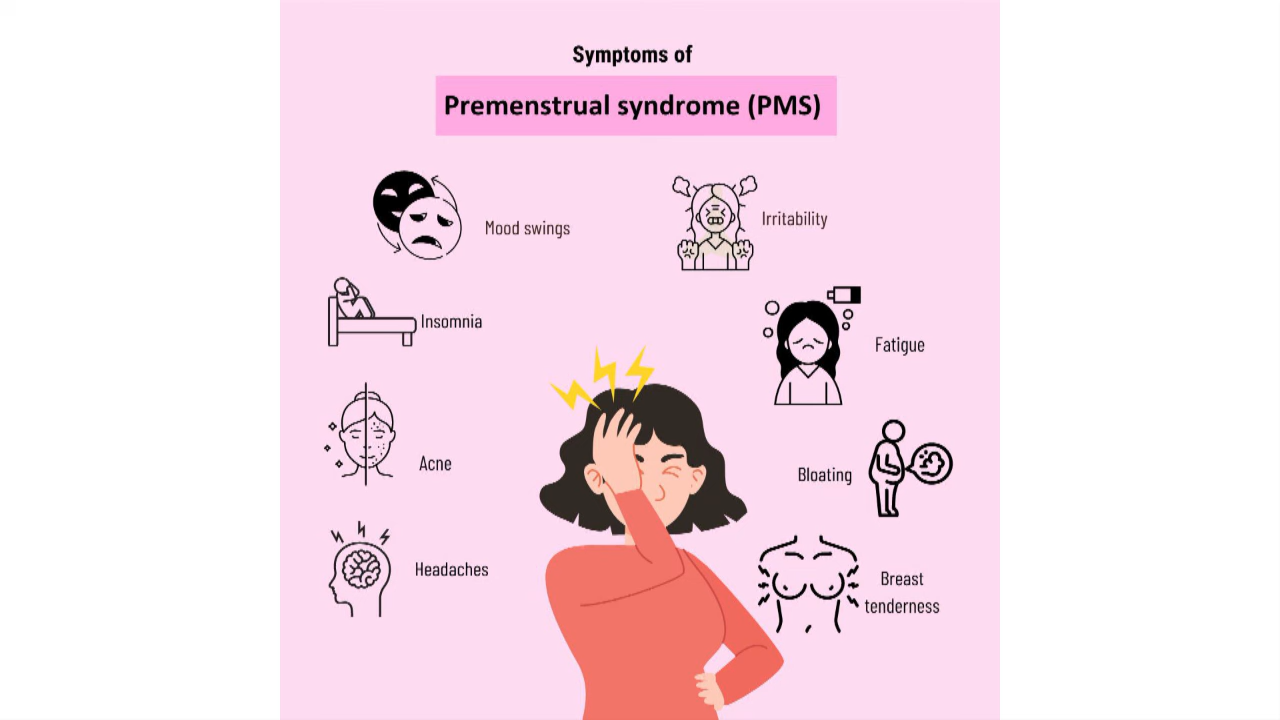 Symptoms of
Premenstrual syndrome (PMS)
Mood swings
Irritability
Insomnia
Fatigue
Acne
Bloating
Headaches
Breast
tenderness